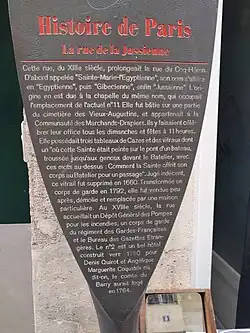 Histoire de Paris
La rue de la Jussienne
Cette rue, du XIIIe siècle, prolongeait la rue du Coq-Héron.
D'abord appelée "Sainte-Marie-l'Egyptienne", son nom s'altéra
en "Egyptienne", puis "Gibecienne", enfin "Jussienne". L'ori-
gine en est due à la chapelle du même nom, qui occupait
l'emplacement de l'actuel n°11. Elle fut bâtie sur une partie
du cimetière des Vieux-Augustins, et appartenait à la
Communauté des Marchands-Drapiers. Ils y faisaient célé-
brer leur office tous les dimanches et fêtes à 11 heures.
Elle possédait trois tableaux de Cazes et des vitraux dont
un où cette Sainte était peinte sur le pont d'un bateau,
troussée jusqu'aux genoux devant le Batelier, avec
ces mots au-dessus: Comment la Sainte offrit son
corps au Batelier pour un passage". Jugé indécent,
ce vitrail fut supprimé en 1660. Transformée en
corps de garde en 1792, elle fut vendue peu
après, démolie et remplacée par une maison
particulière. Au XVIIIe siècle, la rue
accueillait un Dépôt Général des Pompes
pour les incendies, un corps de garde
du régiment des Gardes-Françaises
et le Bureau des Gazettes Etran-
gères. Le n°2 est un bel hôtel
construit vers pour
Denis Quirot et Angélique
Marguerite
dit-on, le comte du
Barry aurait logé
en 1764.